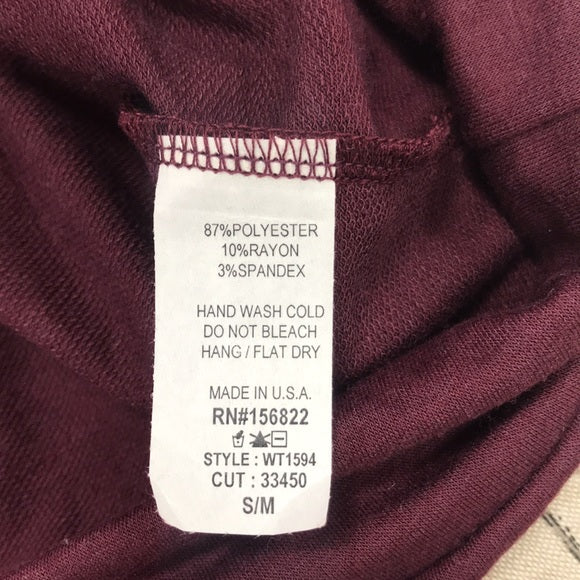 87%POLYESTER
10%RAYON
3%SPANDEX
HAND WASH COLD
DO NOT BLEACH
HANG / FLAT DRY
MADE IN U.S.A.
RN#156822
STYLE : WT1594
CUT : 33450
S/M